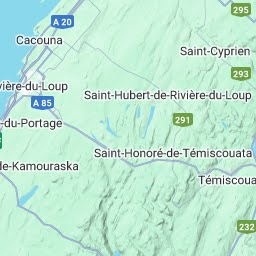 295
A 20
Cacouna
Saint-Cyprien
293
vière-du-Loup
Saint-Hubert-de-Rivière-du-Loup
A 85
291
-du-Portage
Saint-Honoré-de-Témiscouata
de-Kamouraska
Témiscoua
232